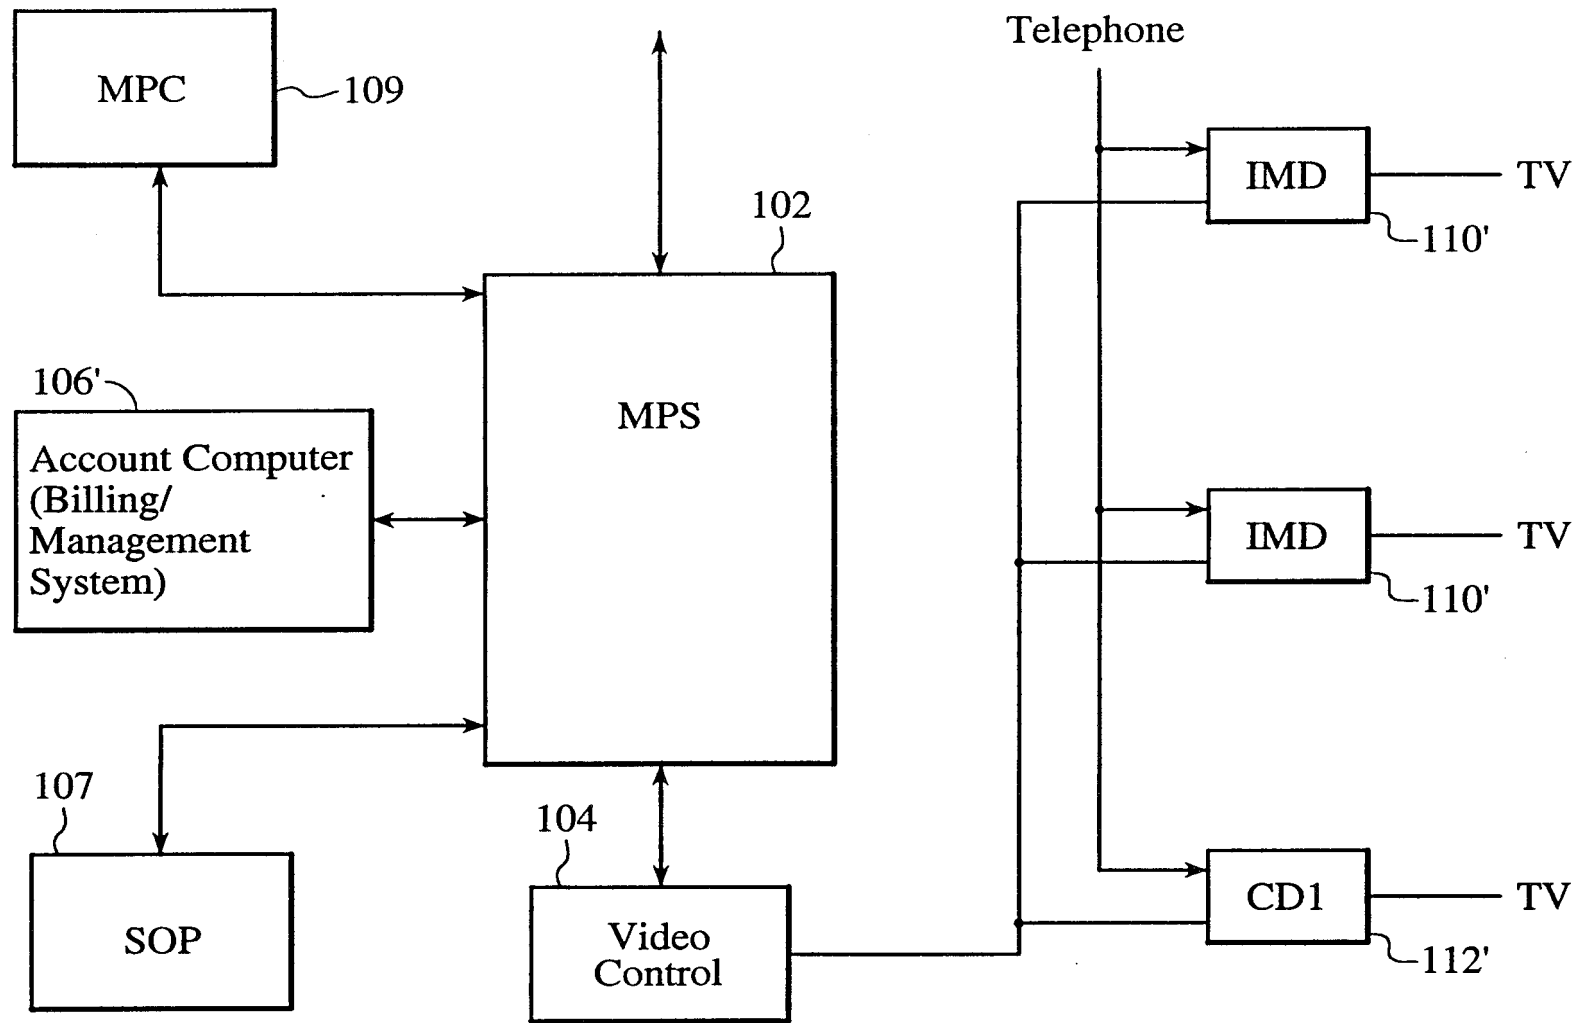 Telephone
MPC
109
IMD
TV
110'
102
106'
MPS
Account Computer
(Billing/
Management
System)
IMD
TV
110'
107
104
SOP
Video
Control
CD1
TV
112'